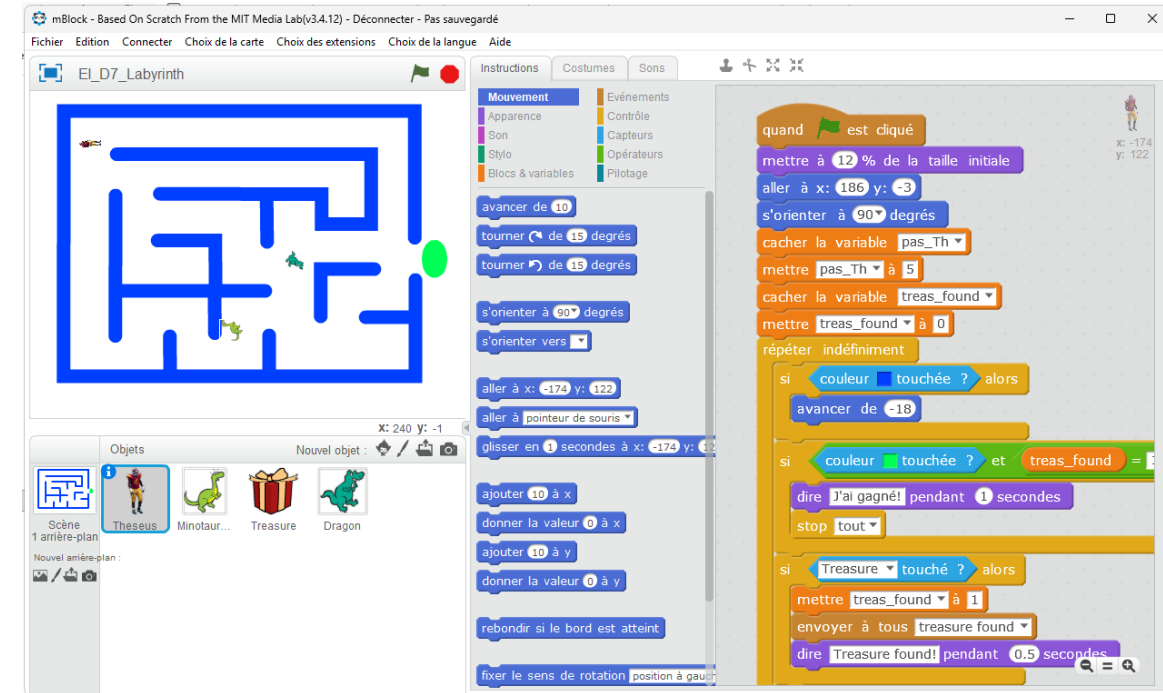 mBlock - Based On Scratch From the MIT Media Lab(v3.4.12) - Déconnecter - Pas sauvegardé
Fichier Edition Connecter Choix de la carte Choix des extensions Choix de la langue Aide
EI_D7_Labyrinth
X: 240 y: -1
Objets
Nouvel objet :
Scène
1 arrière-plan
Nouvel arrière-plan :
Theseus
Minotaur...
Treasure
Dragon
Instructions Costumes Sons
Mouvement Evénements
Apparence Contrôle
Son Capteurs
Stylo Opérateurs
Blocs & variables Pilotage
avancer de 10
tourner de 15 degrés
tourner de 15 degrés
s'orienter à 90 degrés
s'orienter vers
aller à x: -174 y: 122
aller à pointeur de souris
glisser en 1 secondes à x: -174 y:
ajouter 10 à x
donner la valeur 0 à x
ajouter 10 à y
donner la valeur 0 à y
rebondir si le bord est atteint
fixer le sens de rotation position à gauc
x: -174
y: 122
quand est cliqué
mettre à 12 % de la taille initiale
aller à x: 186 y: -3
s'orienter à 90 degrés
cacher la variable pas_Th
mettre pas_Th à 5
cacher la variable treas_found
mettre treas_found à 0
répéter indéfiniment
si couleur touchée ? alors
avancer de -18
si couleur touchée ? et treas_found =
dire J'ai gagné! pendant 1 secondes
stop tout
si Treasure touché ? alors
mettre treas_found à 1
envoyer à tous treasure found
dire Treasure found! pendant 0.5 secondes